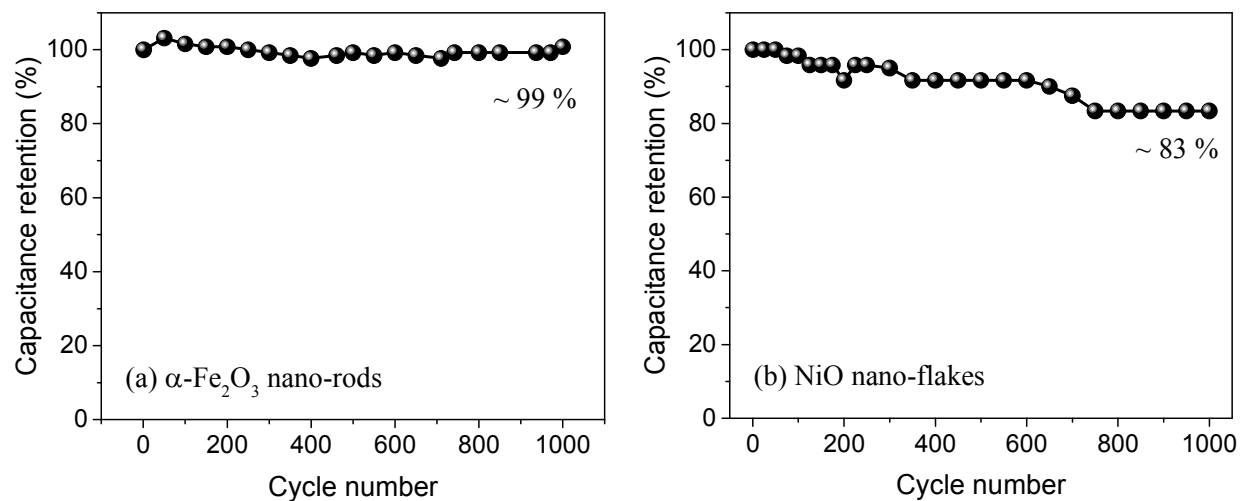 Capacitance retention (%)
100
80
60
40
20
0
~ 99 %
(a) α-Fe₂O₃ nano-rods
0 200 400 600 800 1000
Cycle number
Capacitance retention (%)
100
80
60
40
20
0
~ 83 %
(b) NiO nano-flakes
0 200 400 600 800 1000
Cycle number